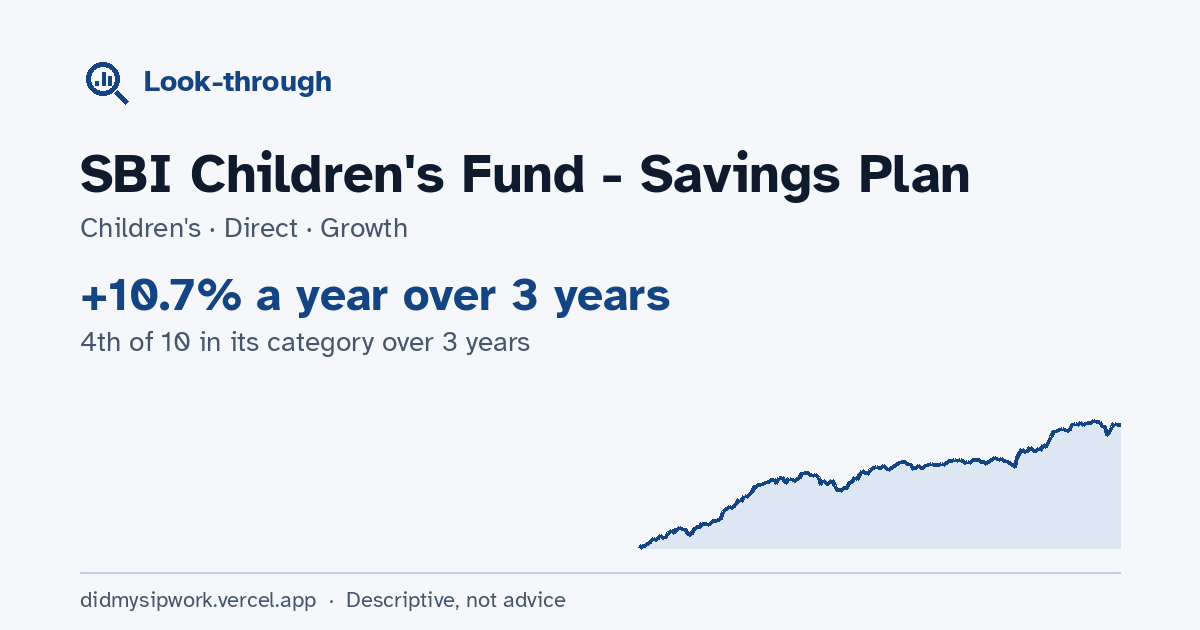 Look-through
SBI Children's Fund - Savings Plan
Children's · Direct · Growth
+10.7% a year over 3 years
4th of 10 in its category over 3 years
didmysipwork.vercel.app · Descriptive, not advice